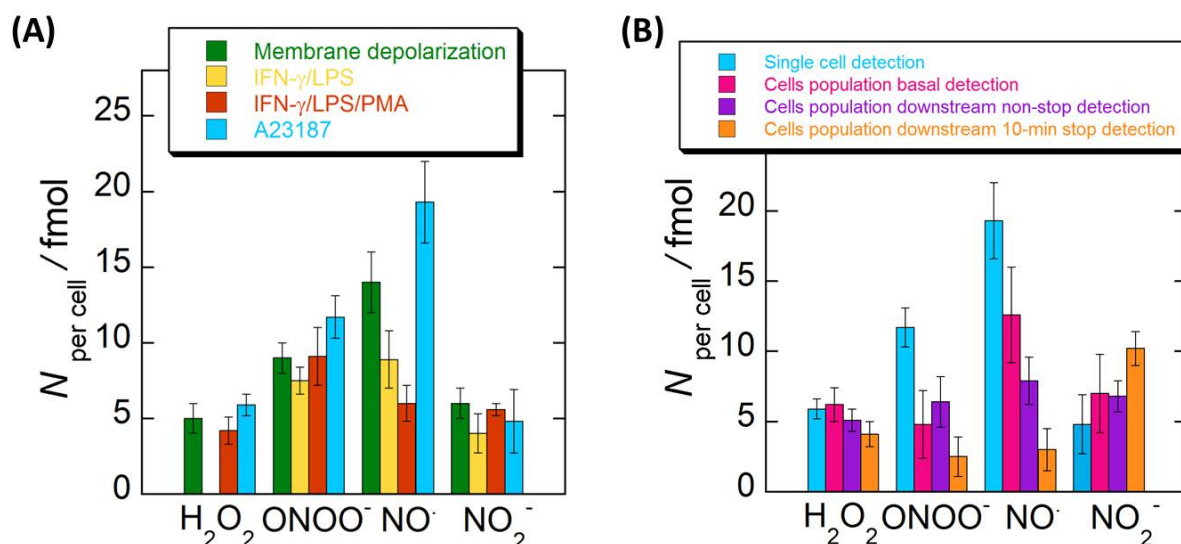 (A)
Membrane depolarization
IFN-γ/LPS
IFN-γ/LPS/PMA
A23187
25
20
15
10
5
0
N per cell / fmol
H2O2 ONOO- NO· NO2-
(B)
Single cell detection
Cells population basal detection
Cells population downstream non-stop detection
Cells population downstream 10-min stop detection
20
15
10
5
0
N per cell / fmol
H2O2 ONOO- NO· NO2-